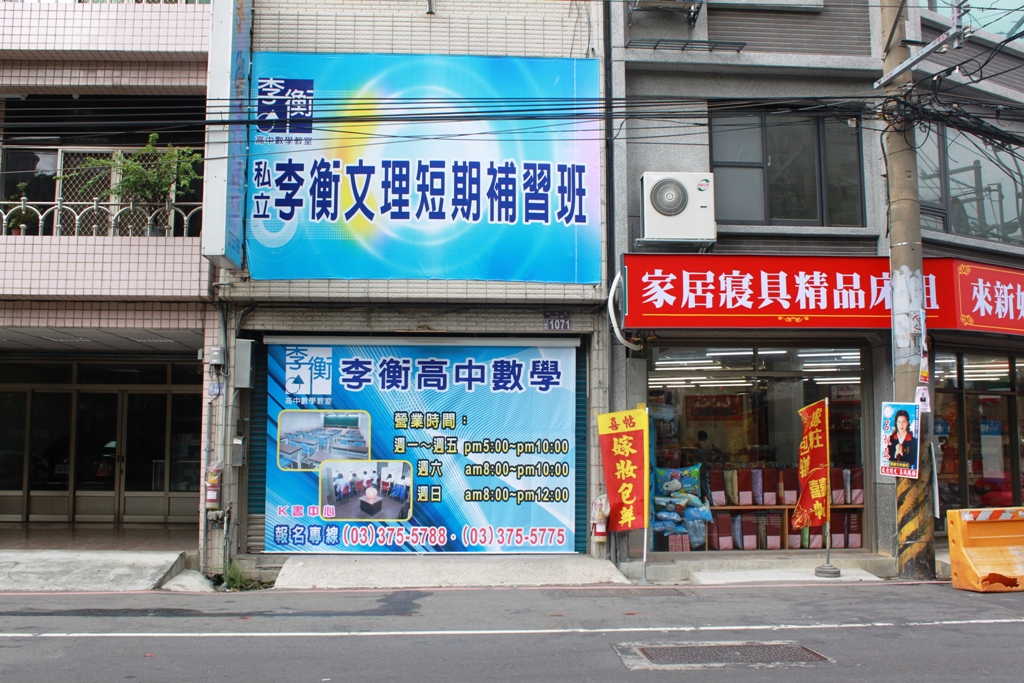 李衡
高中數學教室
私立
李衡文理短期補習班
1071
李衡
高中數學教室
李衡高中數學
營業時間：
週一～週五 pm5:00~pm10:00
週六 am8:00~pm10:00
週日 am8:00~pm12:00
K書中心
報名專線 (03)375-5788 · (03)375-5775
家居寢具精品床組
來新
喜帖
嫁妝包辦